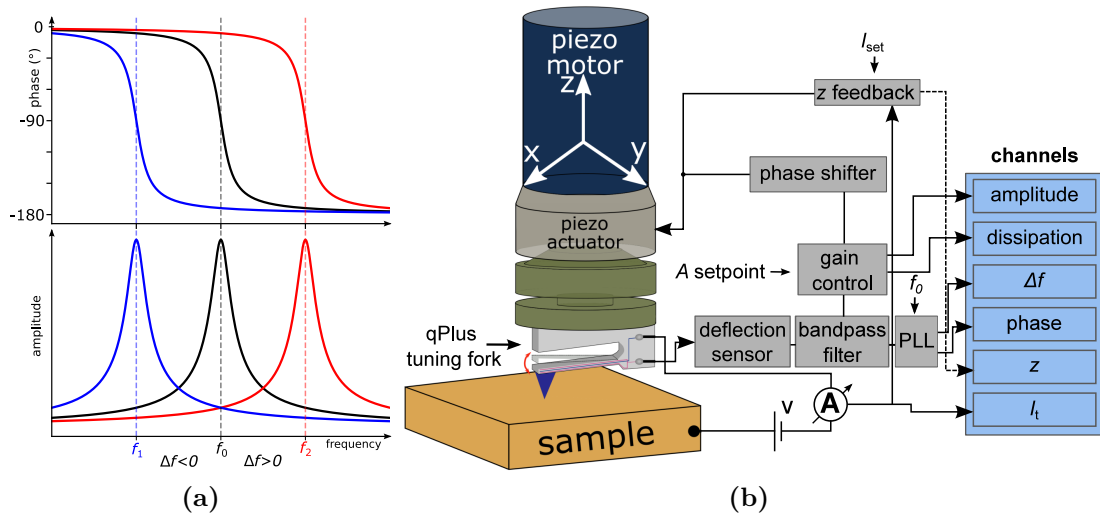 0
phase (°)
-90
-180
amplitude
f1
f0
f2
frequency
Δf<0
Δf>0
(a)
piezo
motor
z
x
y
piezo
actuator
qPlus
tuning fork
sample
Iset
z feedback
phase shifter
A setpoint
gain
control
f0
deflection
sensor
bandpass
filter
PLL
A
V
channels
amplitude
dissipation
Δf
phase
z
It
(b)